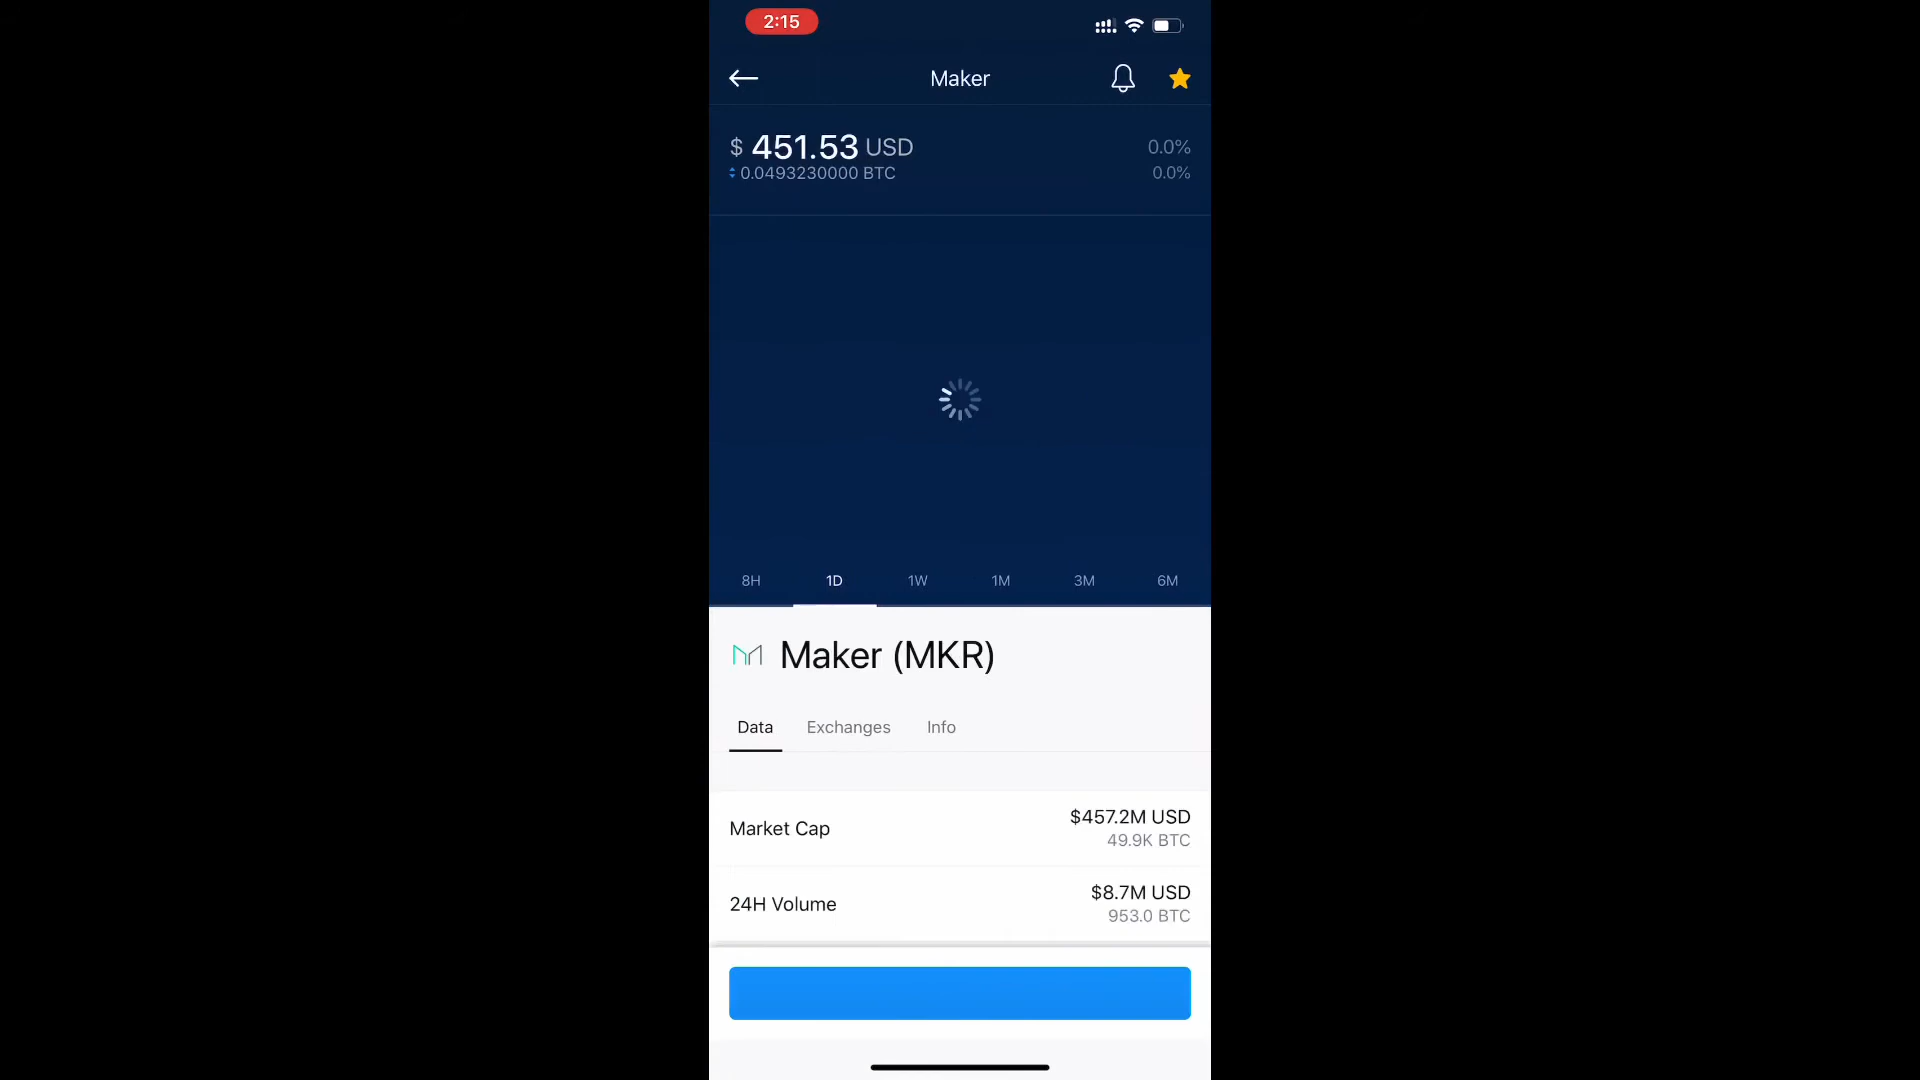 2:15
Maker
$ 451.53 USD 0.0%
0.0493230000 BTC 0.0%
8H 1D 1W 1M 3M 6M
Maker (MKR)
Data Exchanges Info
Market Cap $457.2M USD
49.9K BTC
24H Volume $8.7M USD
953.0 BTC